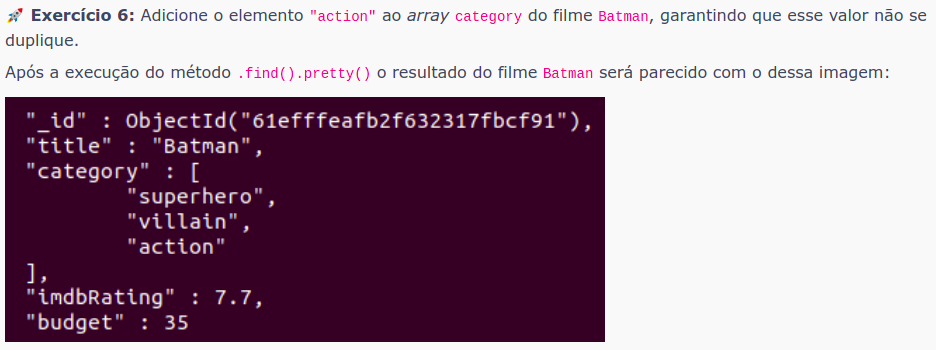 🚀 Exercício 6: Adicione o elemento "action" ao array category do filme Batman, garantindo que esse valor não se
duplique.
Após a execução do método .find().pretty() o resultado do filme Batman será parecido com o dessa imagem:
"_id" : ObjectId("61efffeafb2f632317fbcf91"),
"title" : "Batman",
"category" : [
"superhero",
"villain",
"action"
],
"imdbRating" : 7.7,
"budget" : 35